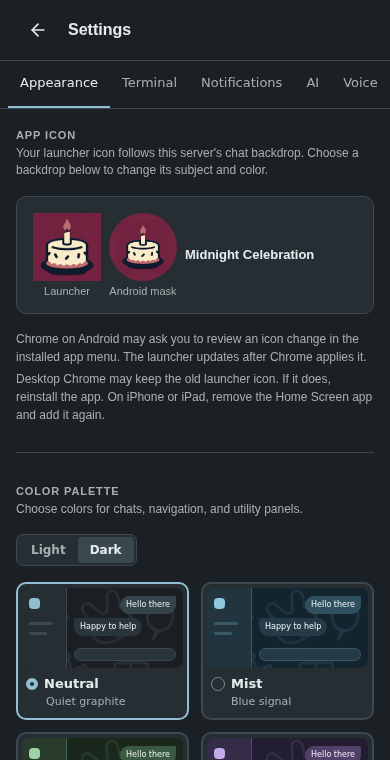 Settings
Appearance Terminal Notifications AI Voice
APP ICON
Your launcher icon follows this server's chat backdrop. Choose a
backdrop below to change its subject and color.
Midnight Celebration
Launcher Android mask
Chrome on Android may ask you to review an icon change in the
installed app menu. The launcher updates after Chrome applies it.
Desktop Chrome may keep the old launcher icon. If it does,
reinstall the app. On iPhone or iPad, remove the Home Screen app
and add it again.
COLOR PALETTE
Choose colors for chats, navigation, and utility panels.
Light Dark
Hello there Hello there
Happy to help Happy to help
Neutral Mist
Quiet graphite Blue signal
Hello there Hello there